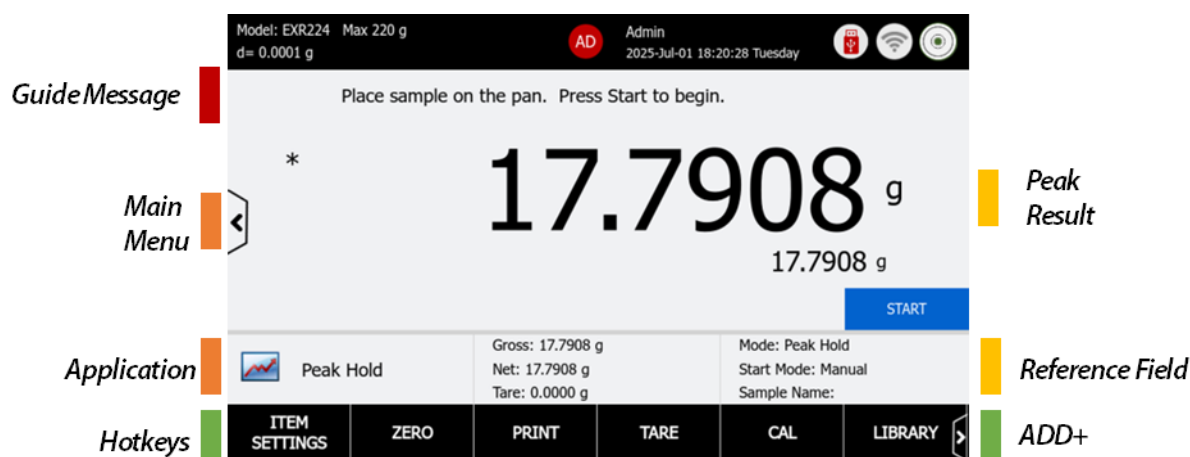 Model: EXR224 Max 220 g
d= 0.0001 g
AD
Admin
2025-Jul-01 18:20:28 Tuesday
Guide Message
Place sample on the pan. Press Start to begin.
*
17.7908 g
Peak
Result
Main
Menu
17.7908 g
START
Application
Peak Hold
Gross: 17.7908 g
Net: 17.7908 g
Tare: 0.0000 g
Mode: Peak Hold
Start Mode: Manual
Sample Name:
Reference Field
Hotkeys
ITEM
SETTINGS
ZERO
PRINT
TARE
CAL
LIBRARY
ADD+